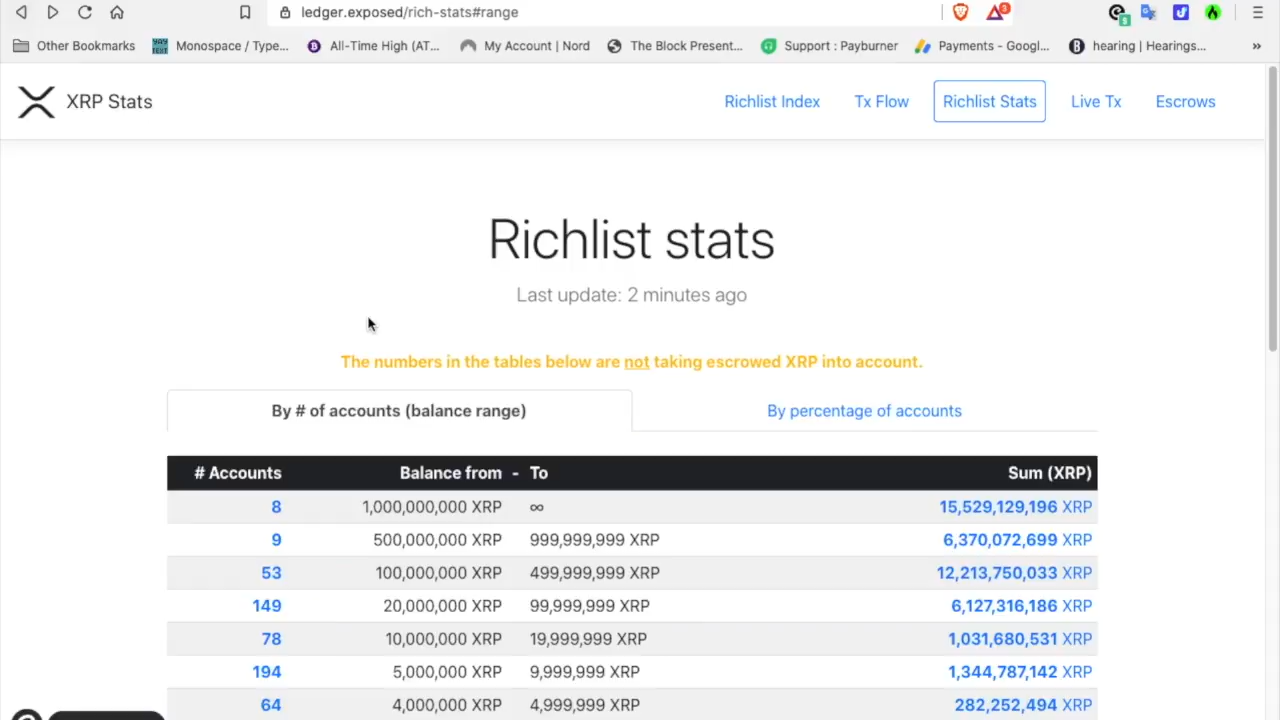 ledger.exposed/rich-stats#range
3
$
Other Bookmarks Monospace / Type... All-Time High (AT... My Account | Nord The Block Present... Support : Payburner Payments - Googl... hearing | Hearings... »
XRP Stats Richlist Index Tx Flow Richlist Stats Live Tx Escrows
Richlist stats
Last update: 2 minutes ago
The numbers in the tables below are not taking escrowed XRP into account.
By # of accounts (balance range) By percentage of accounts
# Accounts Balance from - To Sum (XRP)
8 1,000,000,000 XRP ∞ 15,529,129,196 XRP
9 500,000,000 XRP 999,999,999 XRP 6,370,072,699 XRP
53 100,000,000 XRP 499,999,999 XRP 12,213,750,033 XRP
149 20,000,000 XRP 99,999,999 XRP 6,127,316,186 XRP
78 10,000,000 XRP 19,999,999 XRP 1,031,680,531 XRP
194 5,000,000 XRP 9,999,999 XRP 1,344,787,142 XRP
64 4,000,000 XRP 4,999,999 XRP 282,252,494 XRP